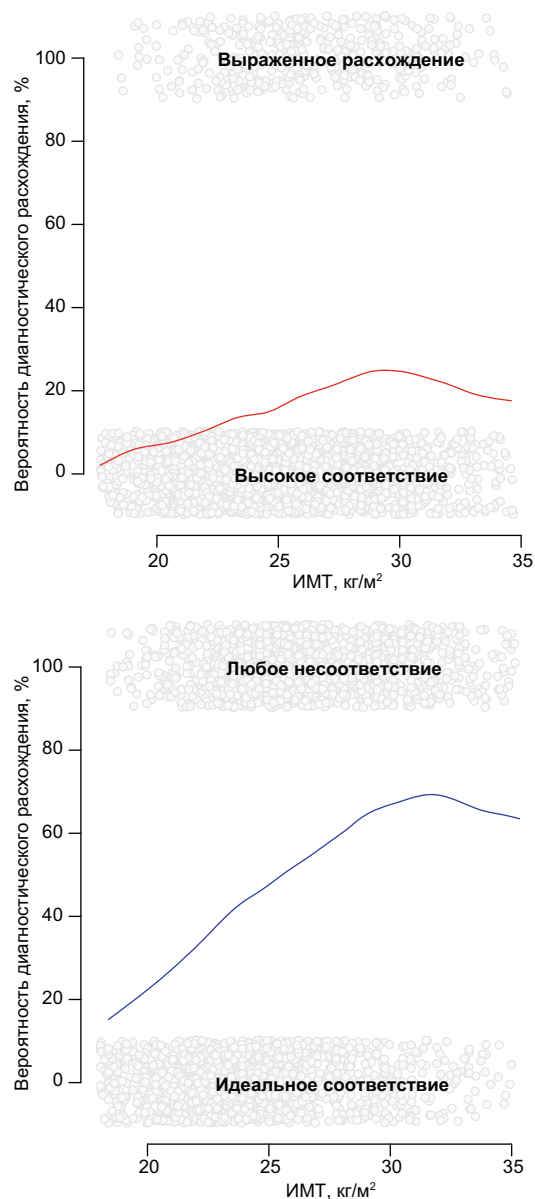 Вероятность диагностического расхождения, %
100
Выраженное расхождение
80
60
40
20
0
Высокое соответствие
20
25
30
35
ИМТ, кг/м²
Вероятность диагностического расхождения, %
100
Любое несоответствие
80
60
40
20
0
Идеальное соответствие
20
25
30
35
ИМТ, кг/м²